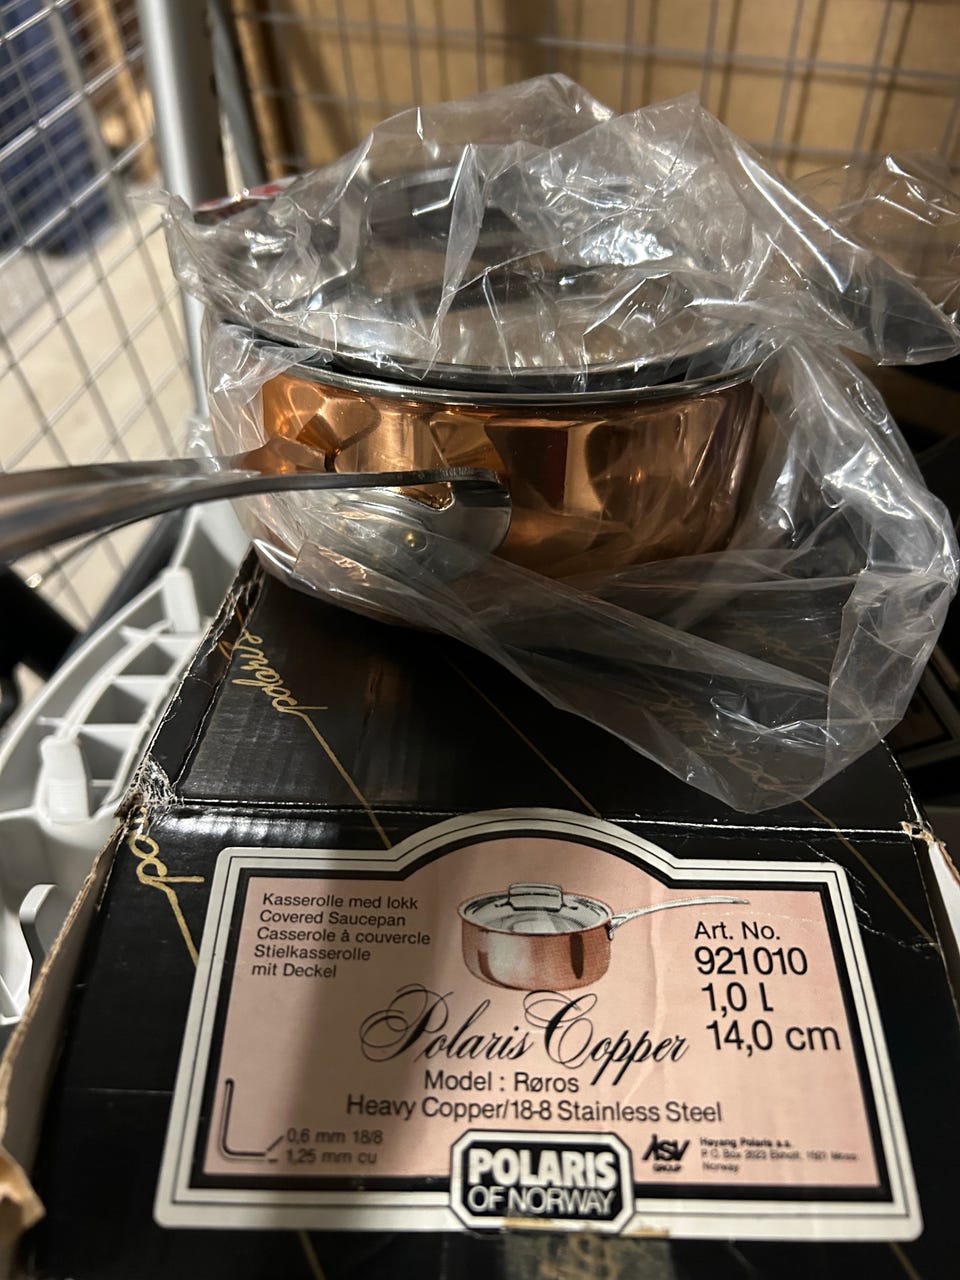 Kasserolle med lokk
Covered Saucepan
Casserole à couvercle
Stielkasserolle
mit Deckel
Art. No.
921010
1,0 L
14,0 cm
Polaris Copper
Model : Røros
Heavy Copper/18-8 Stainless Steel
0,6 mm 18/8
1,25 mm cu
POLARIS
OF NORWAY
ASV
GROUP
Høyang Polaris a.s.
Norway